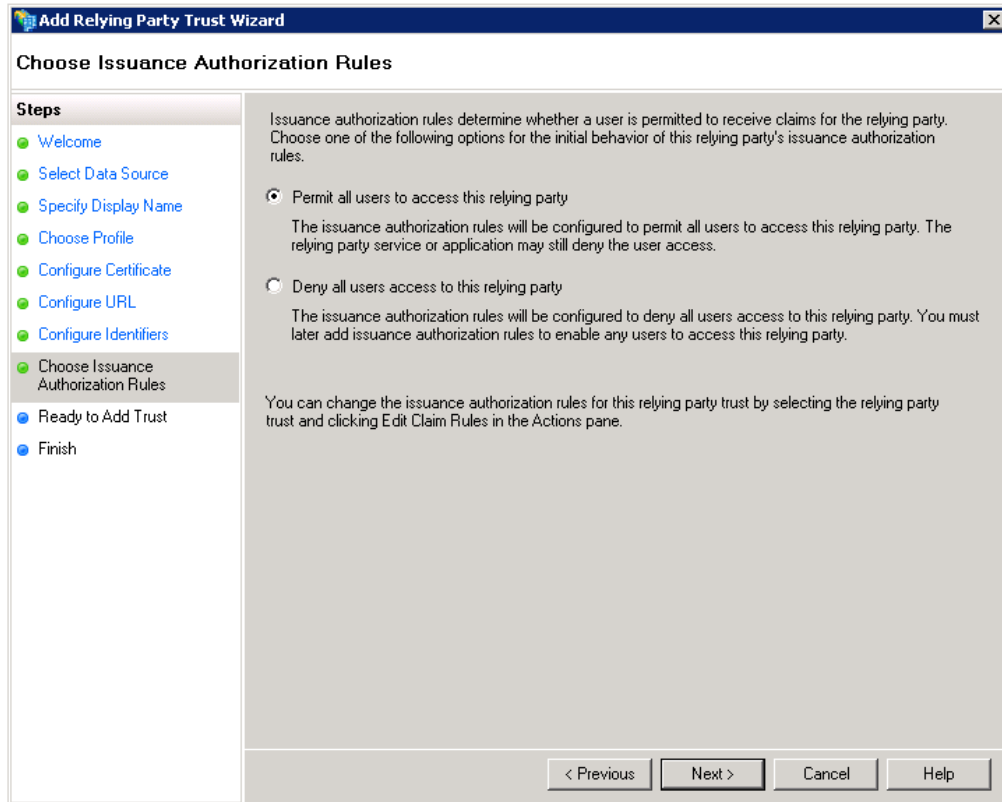 Add Relying Party Trust Wizard
Choose Issuance Authorization Rules
Steps
Welcome
Select Data Source
Specify Display Name
Choose Profile
Configure Certificate
Configure URL
Configure Identifiers
Choose Issuance
Authorization Rules
Ready to Add Trust
Finish
Issuance authorization rules determine whether a user is permitted to receive claims for the relying party.
Choose one of the following options for the initial behavior of this relying party's issuance authorization
rules.
Permit all users to access this relying party
The issuance authorization rules will be configured to permit all users to access this relying party. The
relying party service or application may still deny the user access.
Deny all users access to this relying party
The issuance authorization rules will be configured to deny all users access to this relying party. You must
later add issuance authorization rules to enable any users to access this relying party.
You can change the issuance authorization rules for this relying party trust by selecting the relying party
trust and clicking Edit Claim Rules in the Actions pane.
< Previous
Next >
Cancel
Help